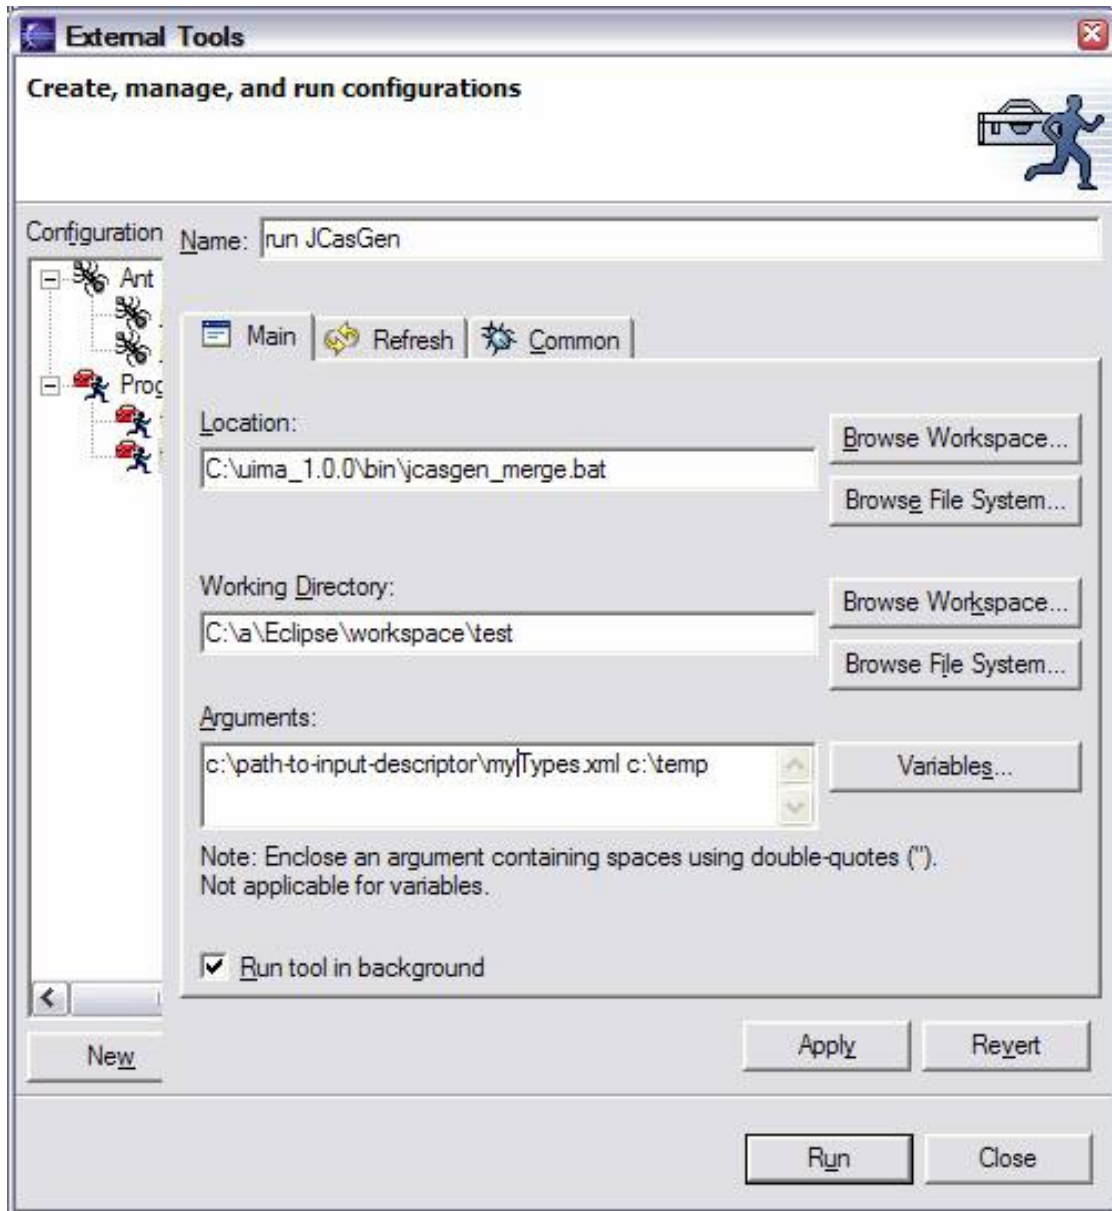 External Tools
Create, manage, and run configurations
Configuration
Name: run JCasGen
Ant
Prog
Main Refresh Common
Location:
C:\uima_1.0.0\bin\jcasgen_merge.bat
Browse Workspace...
Browse File System...
Working Directory:
C:\a\Eclipse\workspace\test
Browse Workspace...
Browse File System...
Arguments:
c:\path-to-input-descriptor\myTypes.xml c:\temp
Variables...
Note: Enclose an argument containing spaces using double-quotes (").
Not applicable for variables.
Run tool in background
New
Apply Revert
Run Close